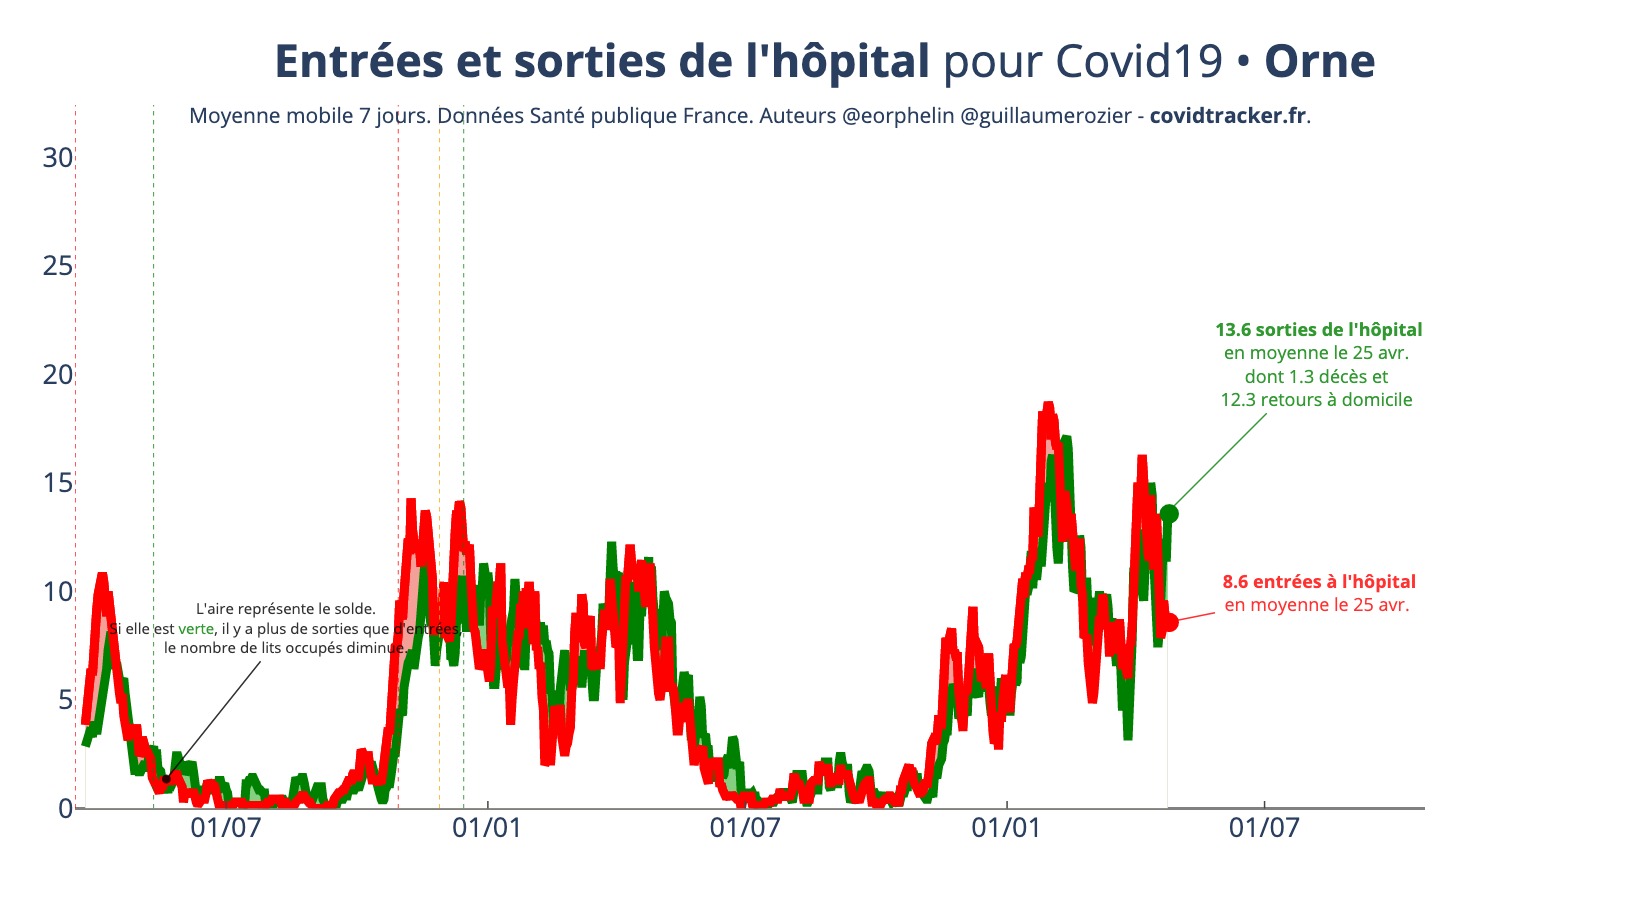 Entrées et sorties de l'hôpital pour Covid19 • Orne
Moyenne mobile 7 jours. Données Santé publique France. Auteurs @eorphelin @guillaumerozier - covidtracker.fr.
30
25
20
15
10
5
0
13.6 sorties de l'hôpital
en moyenne le 25 avr.
dont 1.3 décès et
12.3 retours à domicile
8.6 entrées à l'hôpital
en moyenne le 25 avr.
L'aire représente le solde.
Si elle est verte, il y a plus de sorties que d'entrées,
le nombre de lits occupés diminue.
01/07
01/01
01/07
01/01
01/07